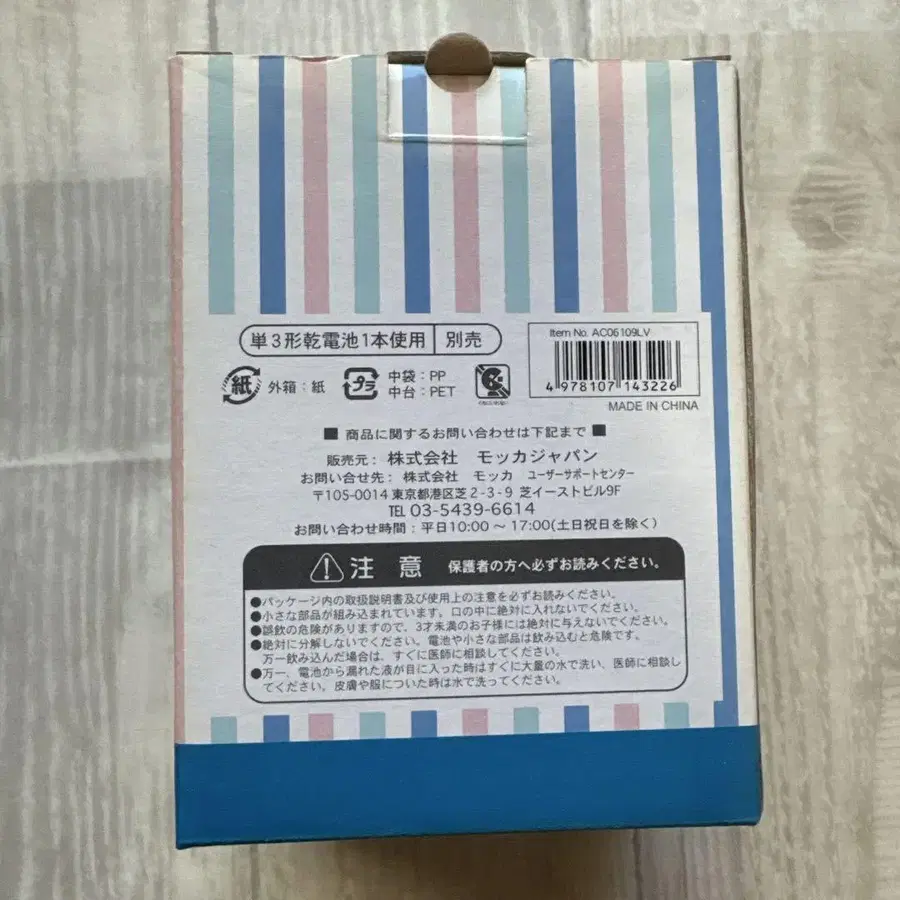 単3形乾電池1本使用 別売
Item No. AC06109LV
4 978107 143226
MADE IN CHINA
紙 外箱：紙
プラ 中袋：PP
中台：PET
■ 商品に関するお問い合わせは下記まで ■
販売元： 株式会社 モッカジャパン
お問い合せ先： 株式会社 モッカ ユーザーサポートセンター
〒105-0014 東京都港区芝2-3-9 芝イーストビル9F
TEL 03-5439-6614
お問い合わせ時間：平日10:00～17:00(土日祝日を除く)
注意 保護者の方へ必ずお読みください。
●パッケージ内の取扱説明書及び使用上の注意を必ずお読みください。
●小さな部品が組み込まれています。口の中に絶対に入れないでください。
●誤飲の危険がありますので、3才未満のお子様には絶対に与えないでください。
●絶対に分解しないでください。電池や小さな部品は飲み込むと危険です。
万一飲み込んだ場合は、すぐに医師に相談してください。
●万一、電池から漏れた液が目に入った時はすぐに大量の水で洗い、医師に相談し
てください。皮膚や服についた時は水で洗ってください。